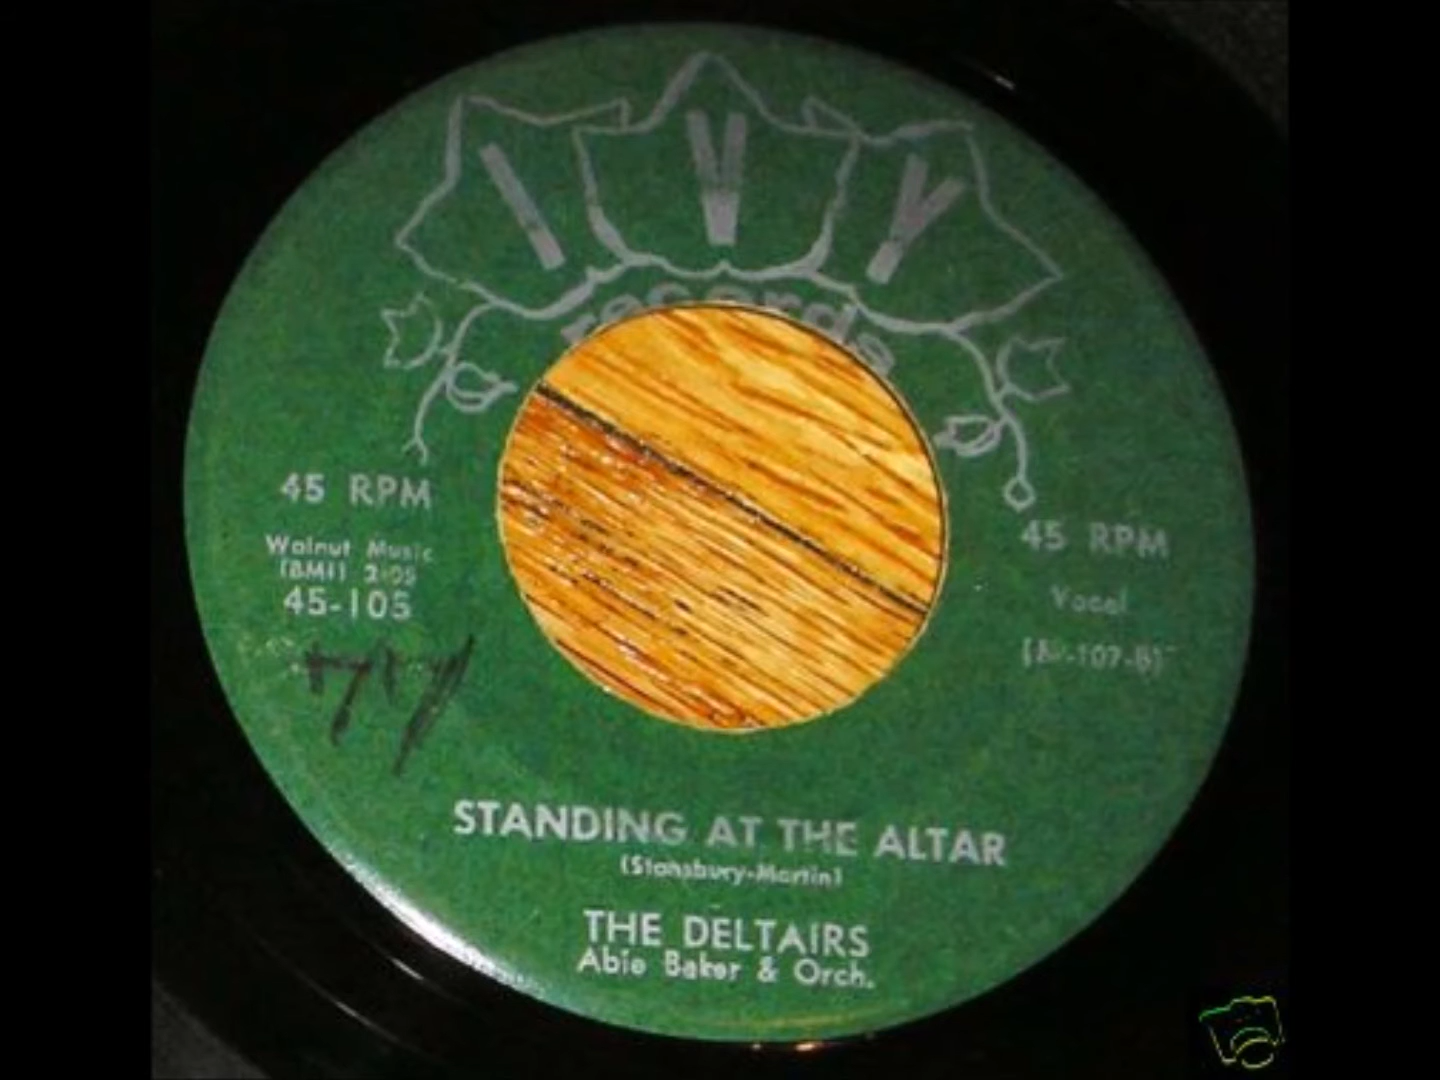 IVY
records
45 RPM
Walnut Music
(BMI) 2:05
45-105
45 RPM
Vocal
STANDING AT THE ALTAR
(Stansbury-Martin)
THE DELTAIRS
Abie Baker & Orch.